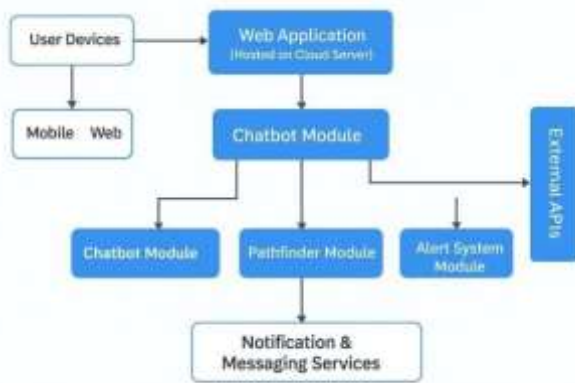 User Devices
Web Application
(Hosted on Cloud Server)
Mobile Web
Chatbot Module
External APIs
Chatbot Module
Pathfinder Module
Alert System
Module
Notification &
Messaging Services